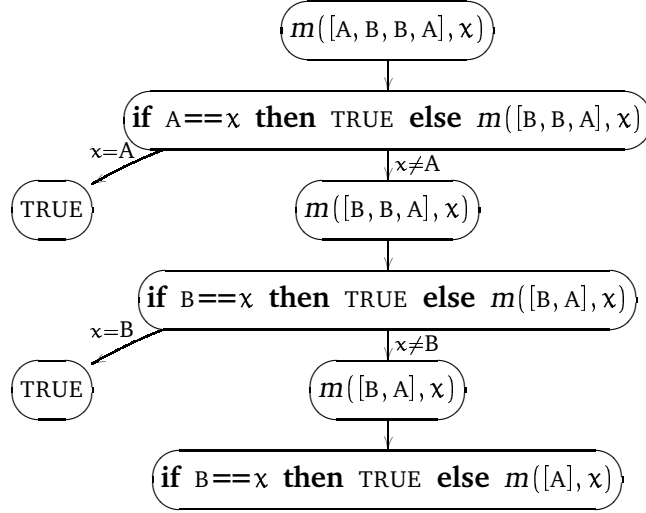 m([A, B, B, A], x)
if A==x then TRUE else m([B, B, A], x)
x=A
x≠A
TRUE
m([B, B, A], x)
if B==x then TRUE else m([B, A], x)
x=B
x≠B
TRUE
m([B, A], x)
if B==x then TRUE else m([A], x)